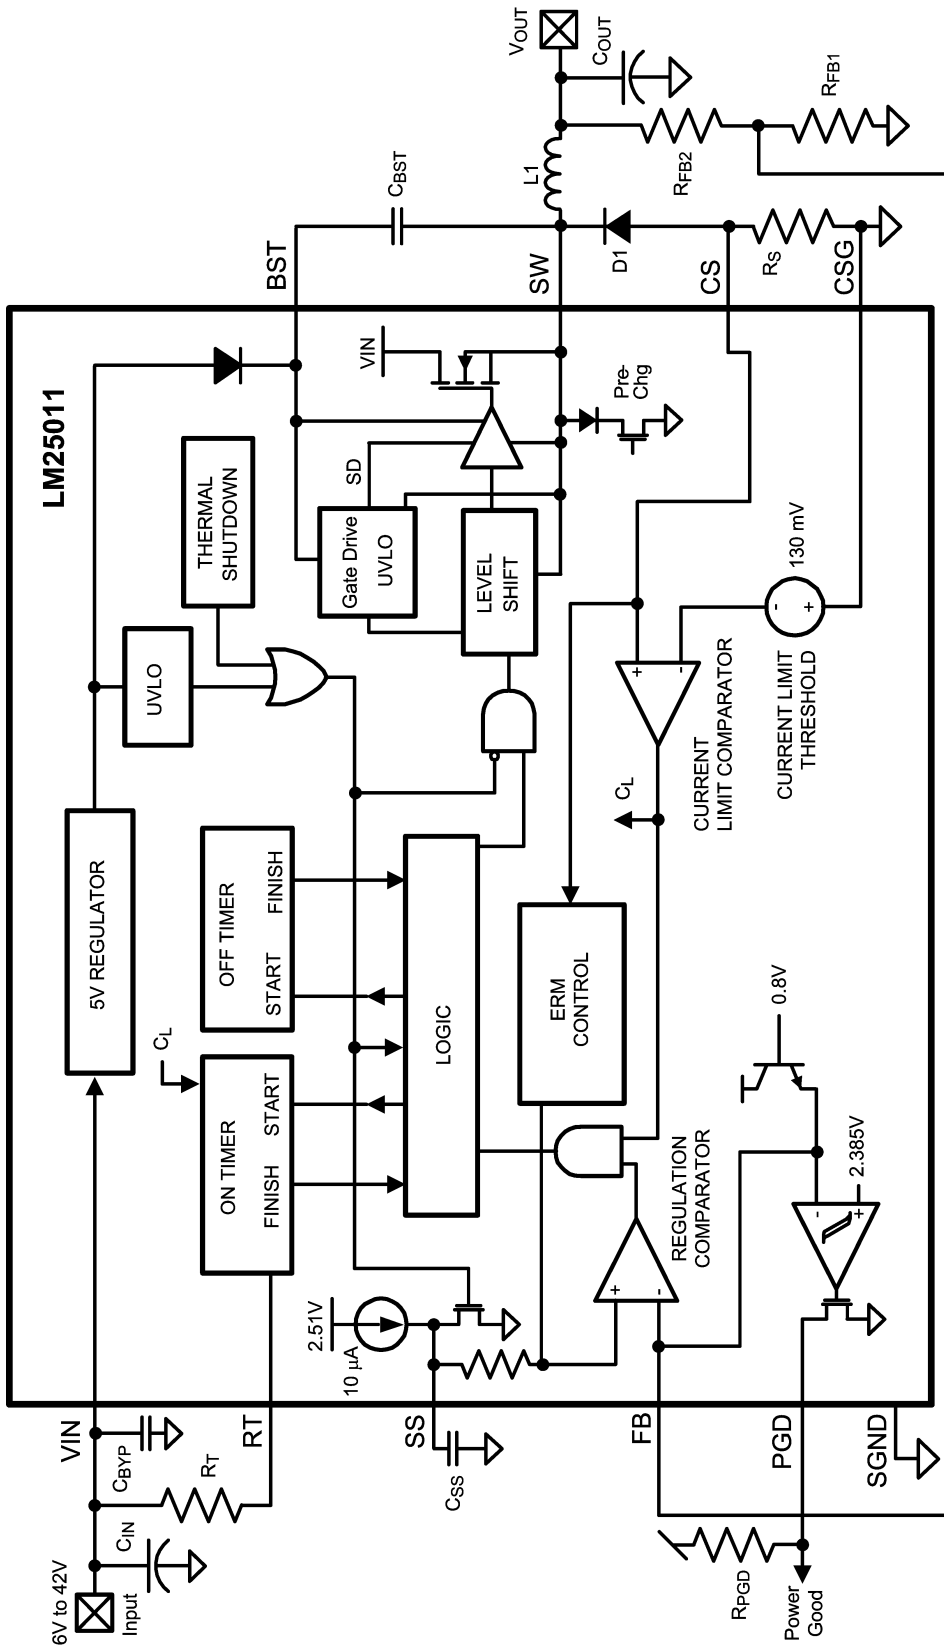 LM25011
6V to 42V
Input
CIN
CBYP
VIN
RT
RT
5V REGULATOR
UVLO
THERMAL
SHUTDOWN
CL
ON TIMER
FINISH START
OFF TIMER
START FINISH
2.51V
10 µA
SS
CSS
LOGIC
Gate Drive
UVLO
SD
LEVEL
SHIFT
VIN
BST
CBST
SW
L1
VOUT
COUT
RFB2
RFB1
D1
CS
RS
CSG
Pre-
Chg
ERM
CONTROL
CL
+
-
CURRENT
LIMIT COMPARATOR
-
+
130 mV
CURRENT LIMIT
THRESHOLD
+
-
REGULATION
COMPARATOR
0.8V
2.385V
-
+
FB
PGD
SGND
RPGD
Power
Good